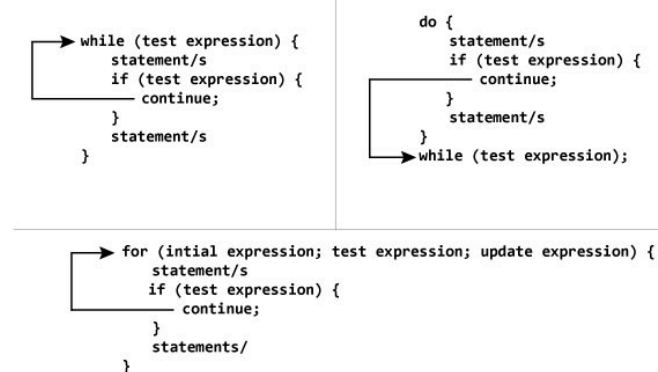 while (test expression) {
statement/s
if (test expression) {
continue;
}
statement/s
}
do {
statement/s
if (test expression) {
continue;
}
statement/s
}
while (test expression);
for (intial expression; test expression; update expression) {
statement/s
if (test expression) {
continue;
}
statements/
}